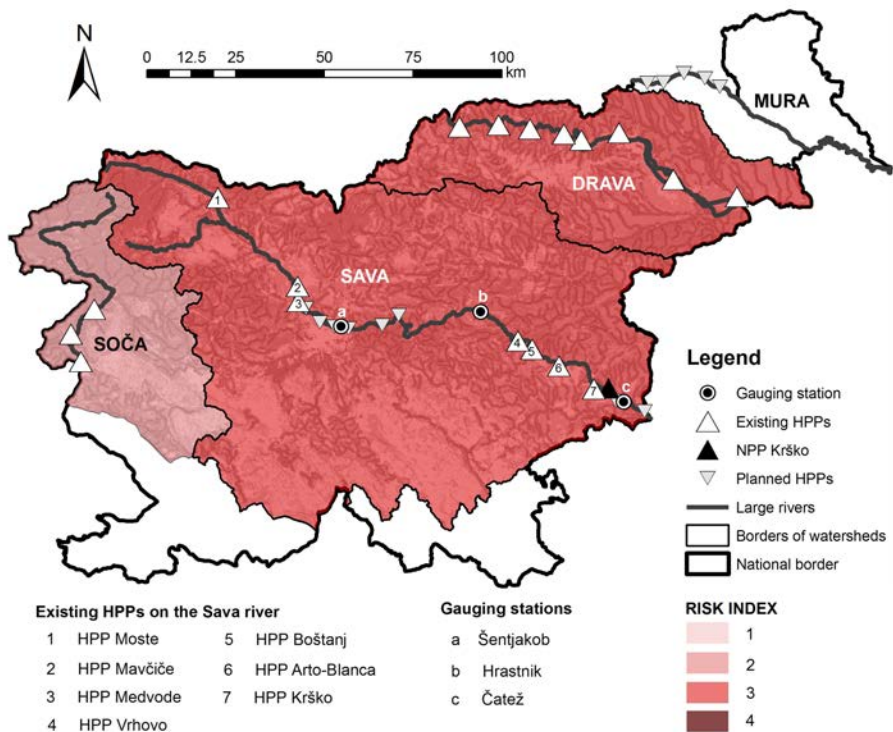 N
0 12.5 25 50 75 100
km
MURA
DRAVA
1
SAVA
2
3
a
b
SOČA
4
5
6
7
c
Legend
Gauging station
Existing HPPs
NPP Krško
Planned HPPs
Large rivers
Borders of watersheds
National border
Existing HPPs on the Sava river
1 HPP Moste
2 HPP Mavčiče
3 HPP Medvode
4 HPP Vrhovo
5 HPP Boštanj
6 HPP Arto-Blanca
7 HPP Krško
Gauging stations
a Šentjakob
b Hrastnik
c Čatež
RISK INDEX
1
2
3
4